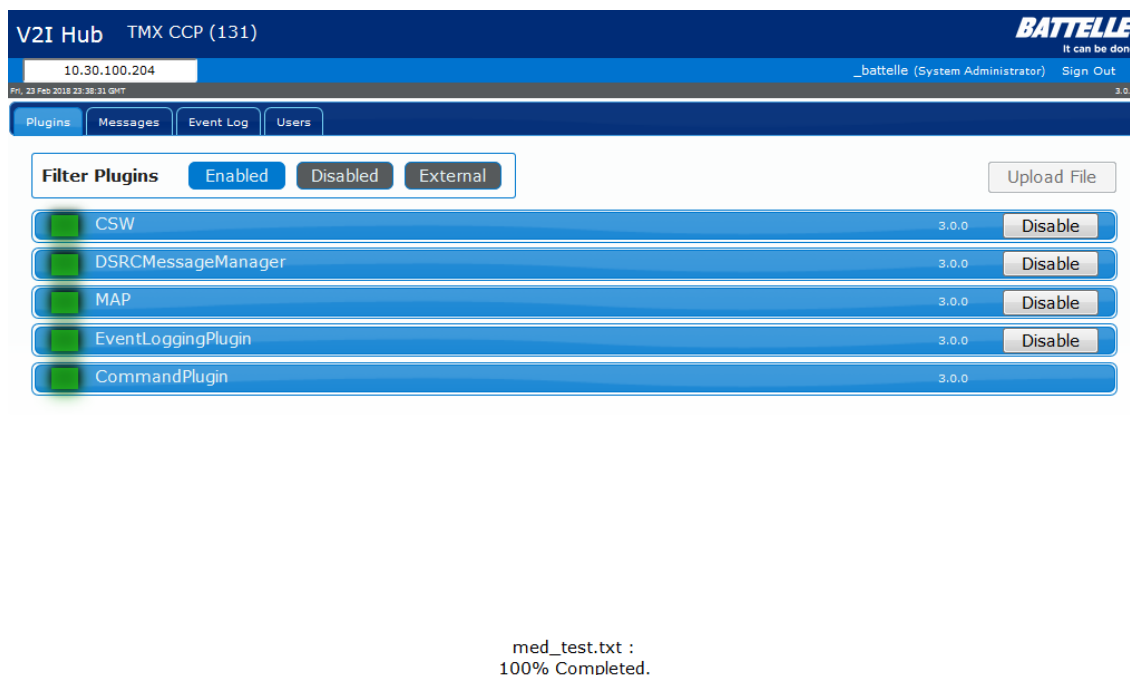 V2I Hub TMX CCP (131)
BATTELLE
It can be don
10.30.100.204
_battelle (System Administrator) Sign Out
Fri, 23 Feb 2018 23:38:31 GMT
3.0.
Plugins Messages Event Log Users
Filter Plugins Enabled Disabled External
Upload File
CSW 3.0.0 Disable
DSRCMessageManager 3.0.0 Disable
MAP 3.0.0 Disable
EventLoggingPlugin 3.0.0 Disable
CommandPlugin 3.0.0
med_test.txt :
100% Completed.